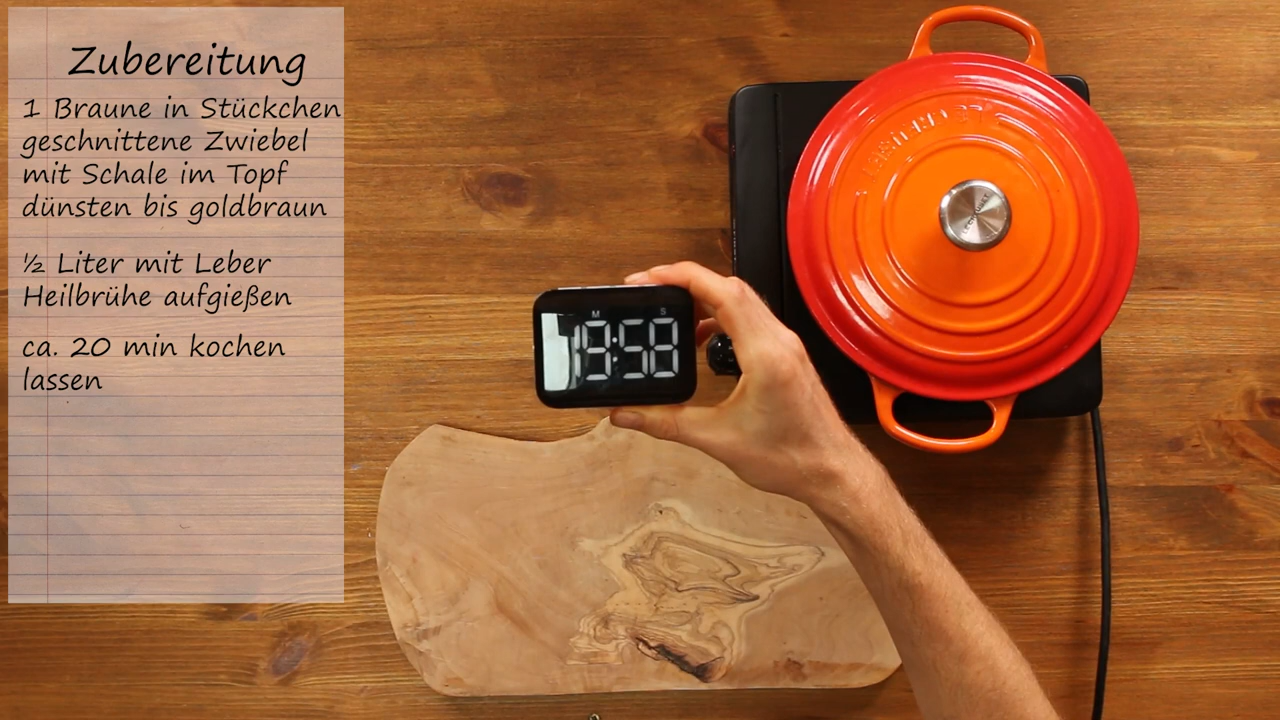 Zubereitung
1 Braune in Stückchen
geschnittene Zwiebel
mit Schale im Topf
dünsten bis goldbraun
½ Liter mit Leber
Heilbrühe aufgießen
ca. 20 min kochen
lassen
M S
19:58